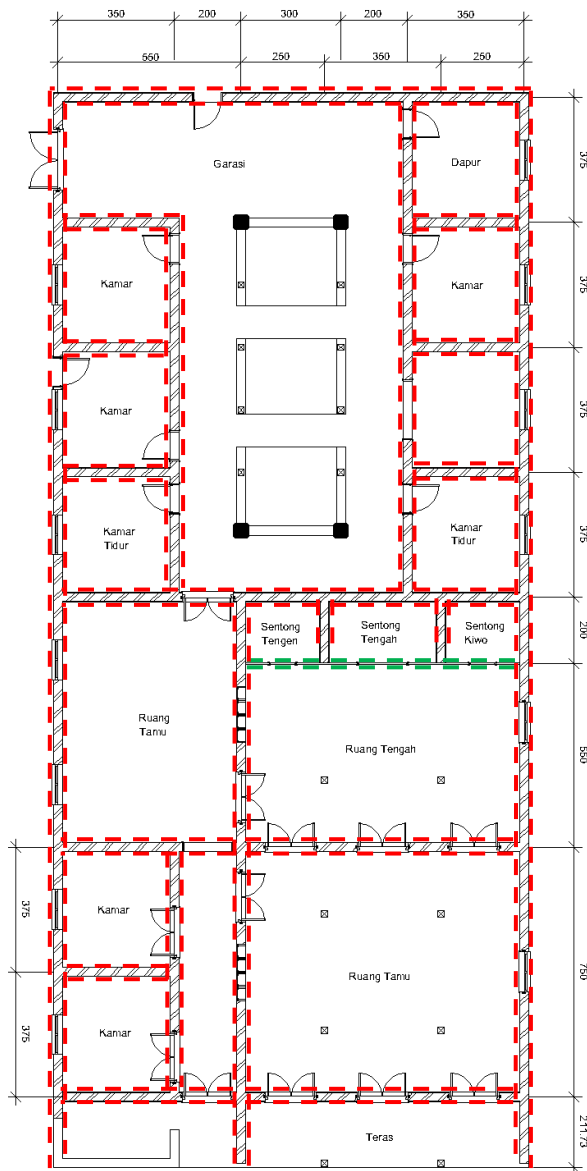 350 200 300 200 350
550 250 350 250
Garasi
Dapur
375
Kamar
Kamar
375
Kamar
375
Kamar
Tidur
Kamar
Tidur
375
Sentong
Tengen
Sentong
Tengah
Sentong
Kiwo
200
Ruang
Tamu
Ruang Tengah
550
Kamar
375
Ruang Tamu
750
Kamar
375
Teras
211.73